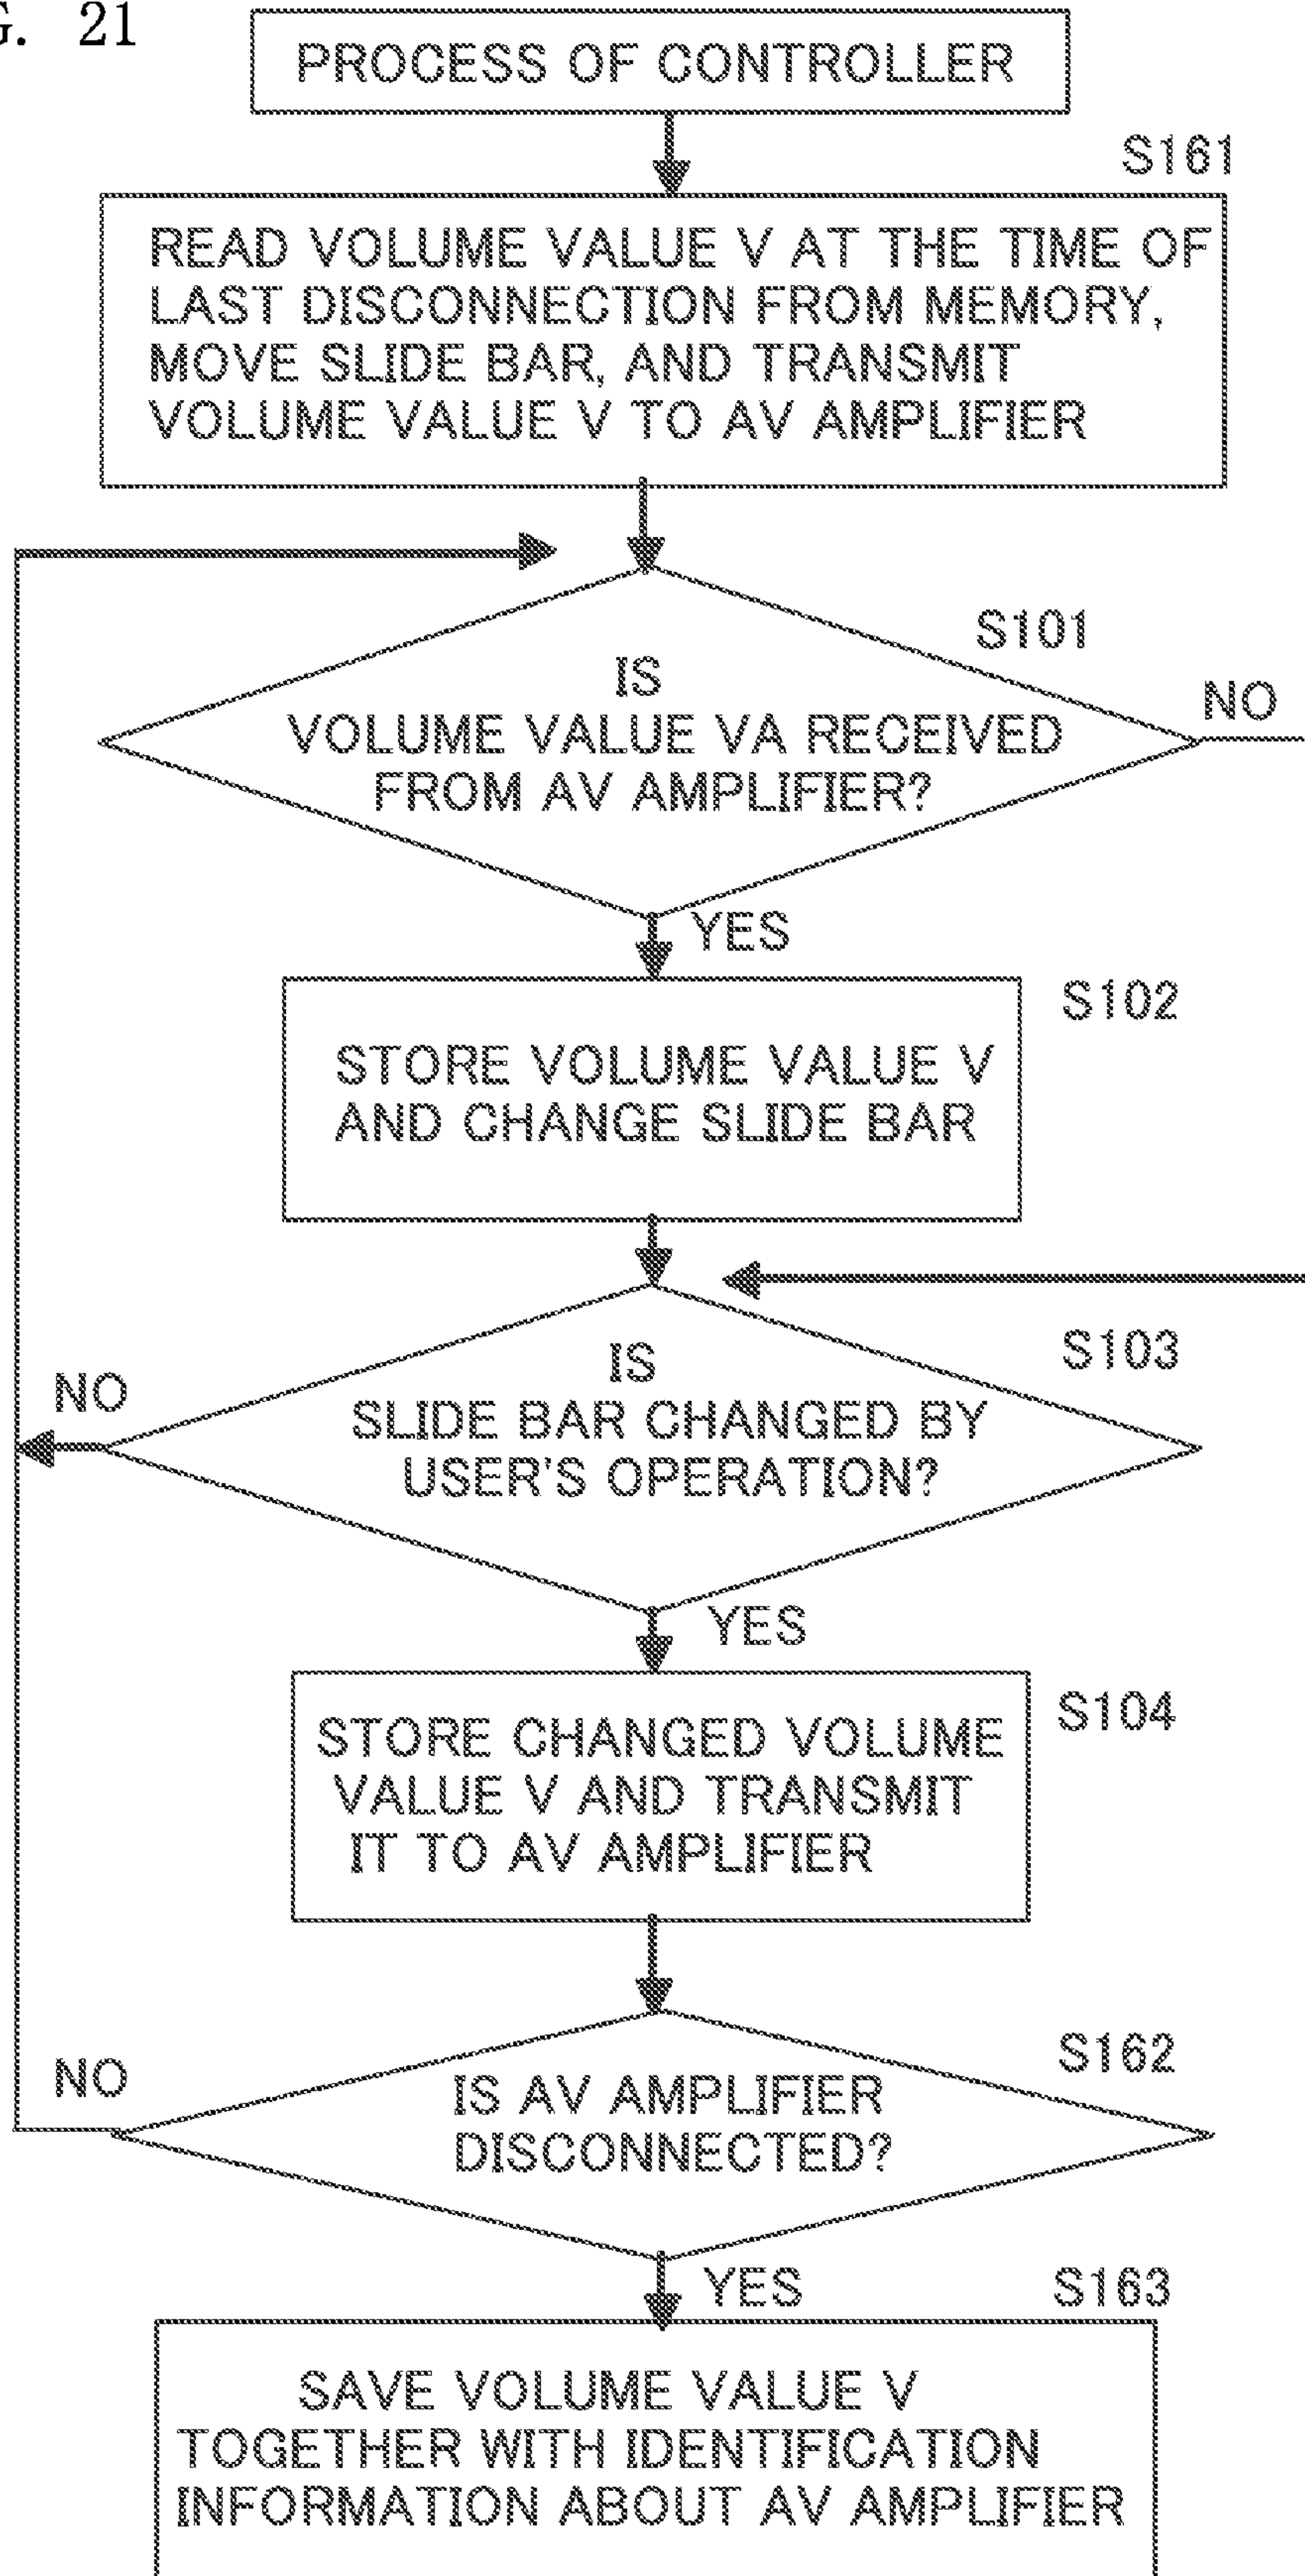 G. 21
PROCESS OF CONTROLLER
S161
READ VOLUME VALUE V AT THE TIME OF
LAST DISCONNECTION FROM MEMORY,
MOVE SLIDE BAR, AND TRANSMIT
VOLUME VALUE V TO AV AMPLIFIER
S101
IS
VOLUME VALUE VA RECEIVED
FROM AV AMPLIFIER?
NO
YES
S102
STORE VOLUME VALUE V
AND CHANGE SLIDE BAR
S103
IS
SLIDE BAR CHANGED BY
USER'S OPERATION?
NO
YES
S104
STORE CHANGED VOLUME
VALUE V AND TRANSMIT
IT TO AV AMPLIFIER
S162
IS AV AMPLIFIER
DISCONNECTED?
NO
YES
S163
SAVE VOLUME VALUE V
TOGETHER WITH IDENTIFICATION
INFORMATION ABOUT AV AMPLIFIER